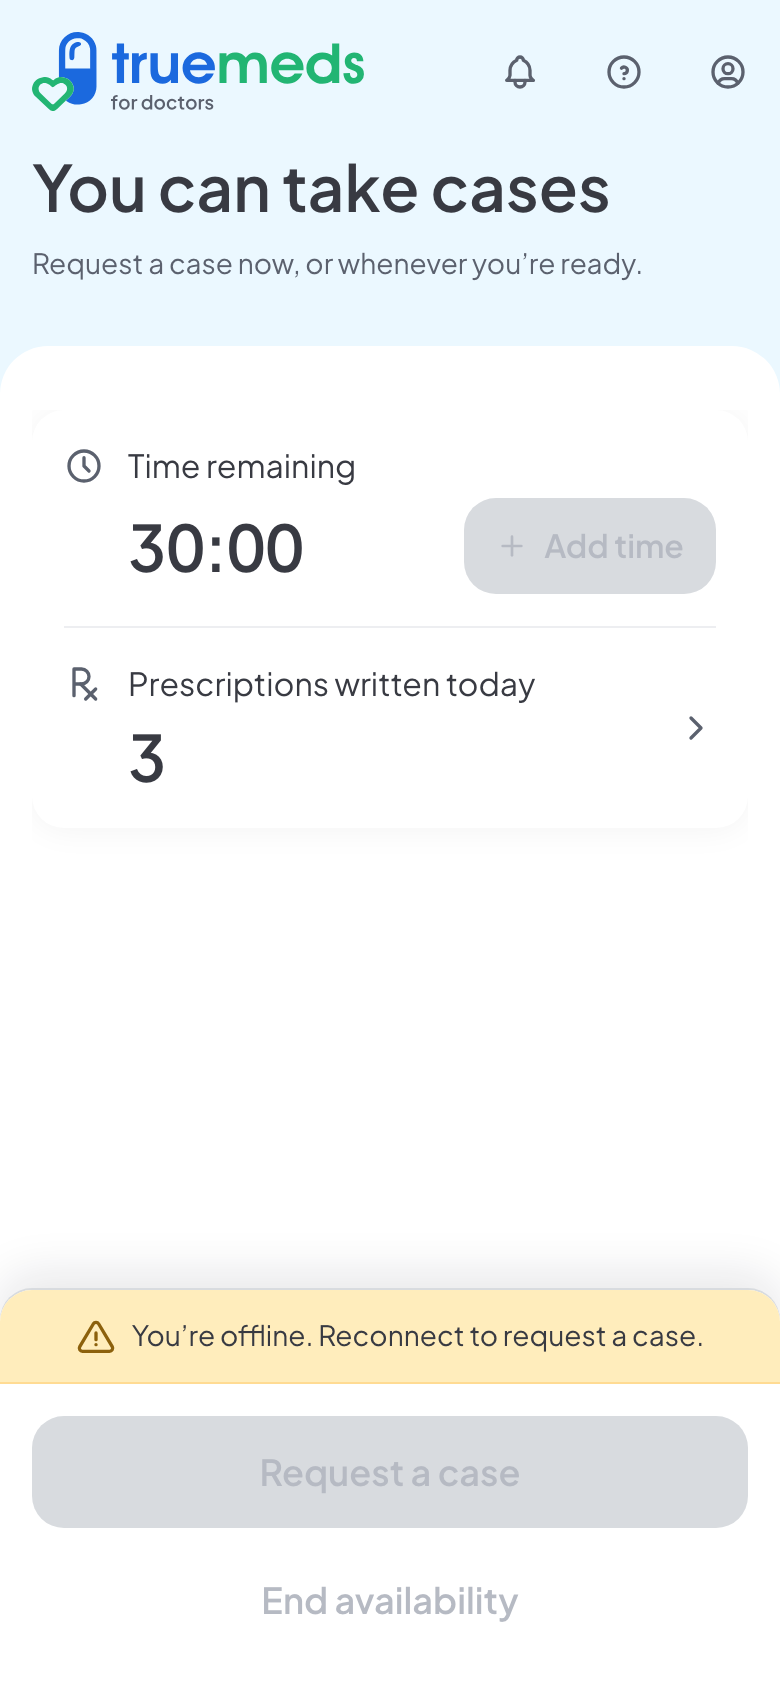 truemeds
for doctors
You can take cases
Request a case now, or whenever you’re ready.
Time remaining
30:00
+ Add time
Rx Prescriptions written today
3
You’re offline. Reconnect to request a case.
Request a case
End availability